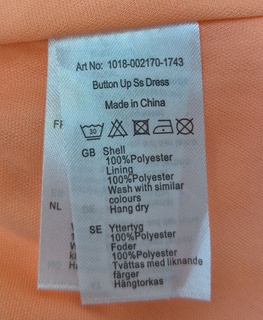 Art No: 1018-002170-1743
Button Up Ss Dress
Made in China
30
FR
GB Shell
100%Polyester
Lining
100%Polyester
Wash with similar
colours
Hang dry
NL
SE Yttertyg
100%Polyester
Foder
100%Polyester
Tvättas med liknande
färger
Hängtorkas